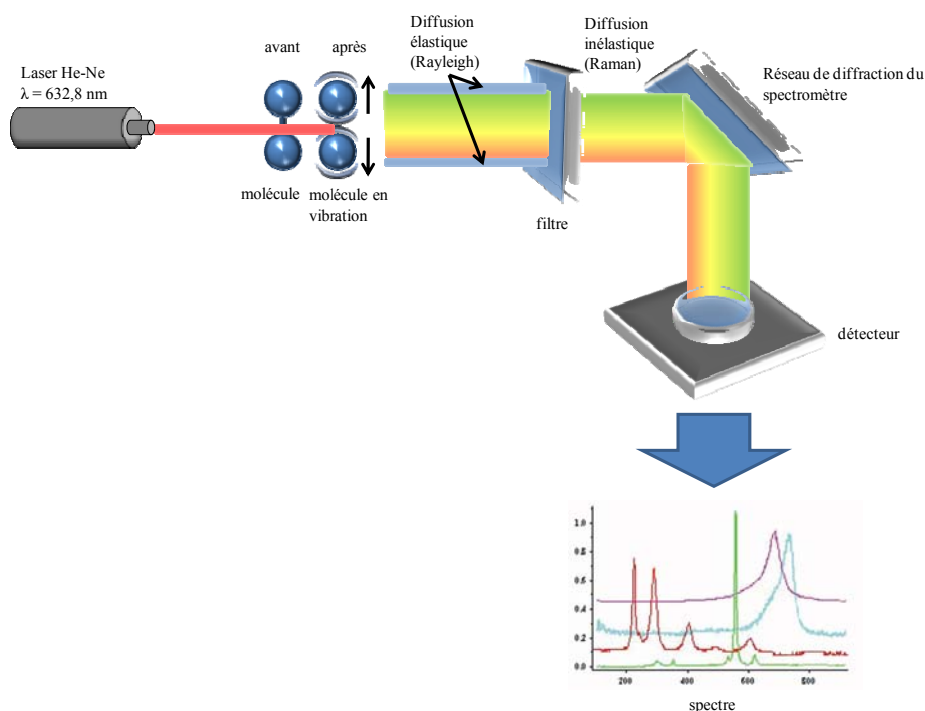 Diffusion
élastique
(Rayleigh)
Diffusion
inélastique
(Raman)
avant
après
Laser He-Ne
λ = 632,8 nm
Réseau de diffraction du
spectromètre
molécule
molécule en
vibration
filtre
détecteur
1.0
0.8
0.6
0.4
0.2
0.0
200
400
600
800
spectre